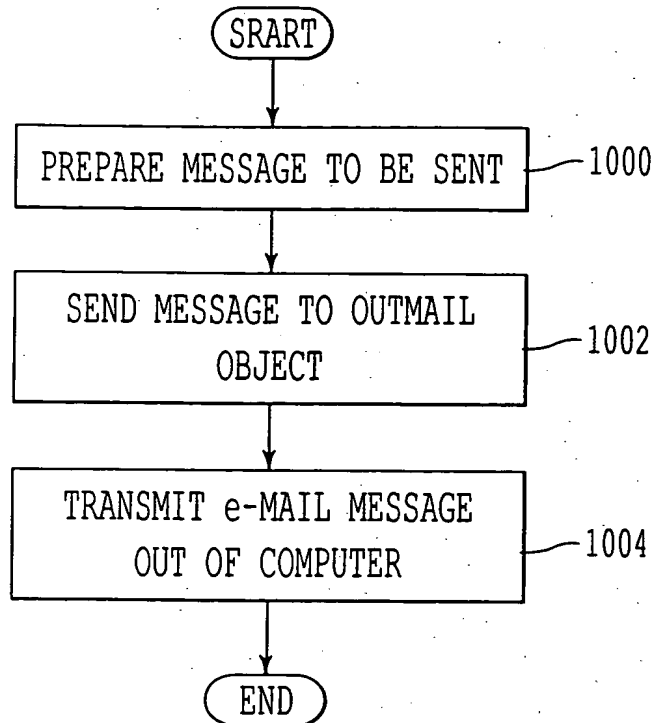 SRART
PREPARE MESSAGE TO BE SENT
1000
SEND MESSAGE TO OUTMAIL
OBJECT
1002
TRANSMIT e-MAIL MESSAGE
OUT OF COMPUTER
1004
END